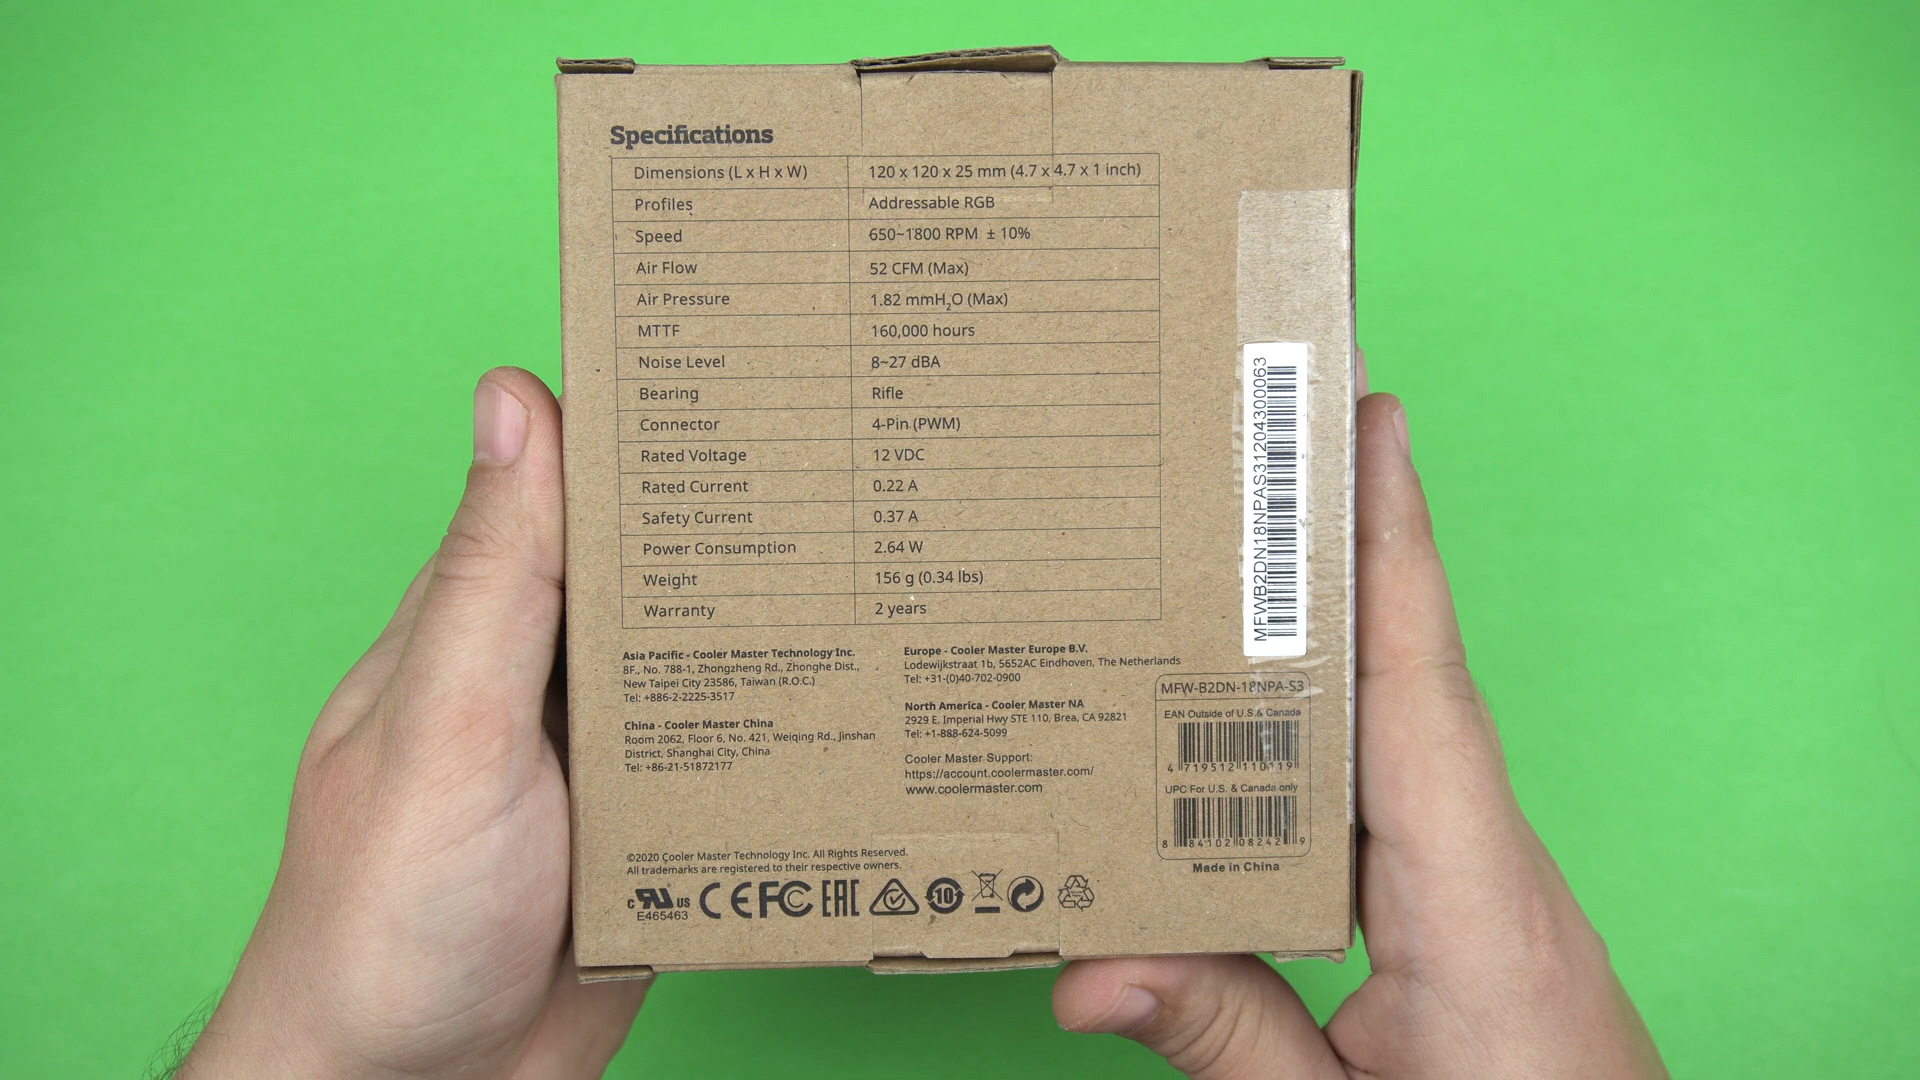 Specifications
Dimensions (L x H x W) 120 x 120 x 25 mm (4.7 x 4.7 x 1 inch)
Profiles Addressable RGB
Speed 650~1800 RPM ± 10%
Air Flow 52 CFM (Max)
Air Pressure 1.82 mmH₂O (Max)
MTTF 160,000 hours
Noise Level 8~27 dBA
Bearing Rifle
Connector 4-Pin (PWM)
Rated Voltage 12 VDC
Rated Current 0.22 A
Safety Current 0.37 A
Power Consumption 2.64 W
Weight 156 g (0.34 lbs)
Warranty 2 years
Asia Pacific - Cooler Master Technology Inc.
8F., No. 788-1, Zhongzheng Rd., Zhonghe Dist.,
New Taipei City 23586, Taiwan (R.O.C.)
Tel: +886-2-2225-3517
China - Cooler Master China
Room 2062, Floor 6, No. 421, Weiqing Rd., Jinshan
District, Shanghai City, China
Tel: +86-21-51872177
Europe - Cooler Master Europe B.V.
Lodewijkstraat 1b, 5652AC Eindhoven, The Netherlands
Tel: +31-(0)40-702-0900
North America - Cooler Master NA
2929 E. Imperial Hwy STE 110, Brea, CA 92821
Tel: +1-888-624-5099
Cooler Master Support:
https://account.coolermaster.com/
www.coolermaster.com
MFWB2DN18NPAS31204300063
MFW-B2DN-18NPA-S3
EAN Outside of U.S.& Canada
4 719512 110119
UPC For U.S. & Canada only
8 84102 08242 9
Made in China
©2020 Cooler Master Technology Inc. All Rights Reserved.
All trademarks are registered to their respective owners.
c RU US CE FC EAC 10
E465463